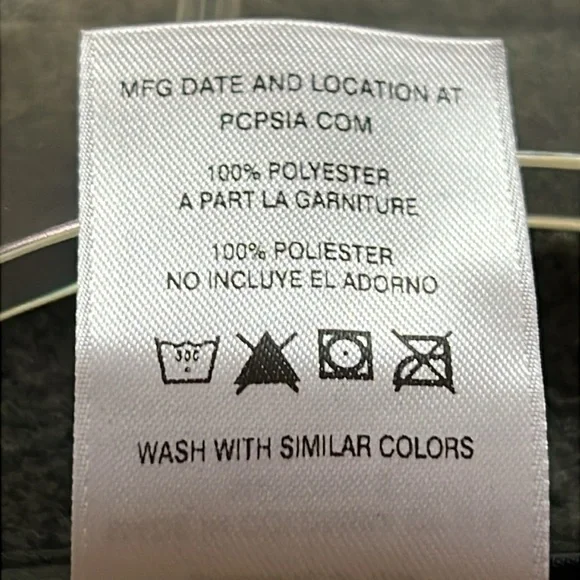 MFG DATE AND LOCATION AT
PCPSIA.COM
100% POLYESTER
A PART LA GARNITURE
100% POLIESTER
NO INCLUYE EL ADORNO
30C
WASH WITH SIMILAR COLORS